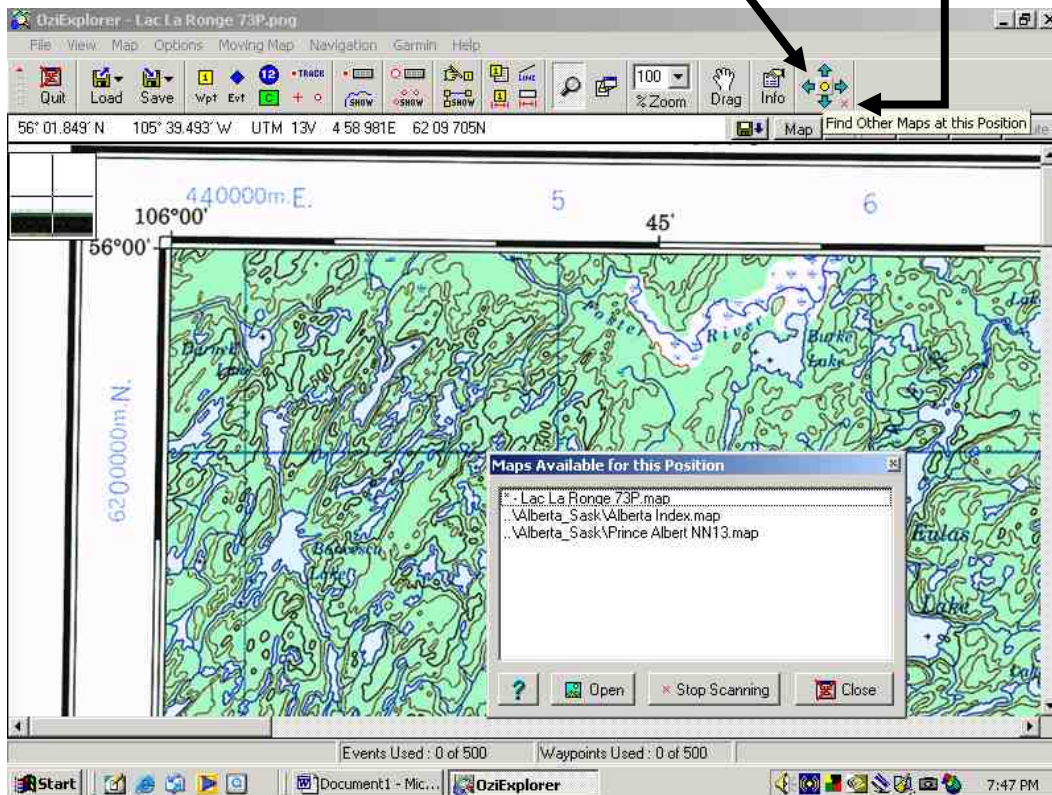 OziExplorer - Lac La Ronge 73P.png
File View Map Options Moving Map Navigation Garmin Help
Quit Load Save Wpt Evt 12 TRACK C SHOW SHOW SHOW 1 LINE 100 % Zoom Drag Info
56° 01.849' N 105° 39.493' W UTM 13V 4 58 981E 62 09 705N Map
Find Other Maps at this Position
440000m.E. 5 6
106°00' 45'
56°00'
6200000m.N.
Foster River
Burke Lake
Lake
Maps Available for this Position
* - Lac La Ronge 73P.map
..\Alberta_Sask\Alberta Index.map
..\Alberta_Sask\Prince Albert NN13.map
Eulas Lake
? Open × Stop Scanning Close
Events Used : 0 of 500 Waypoints Used : 0 of 500
Start Document1 - Mic... OziExplorer 7:47 PM